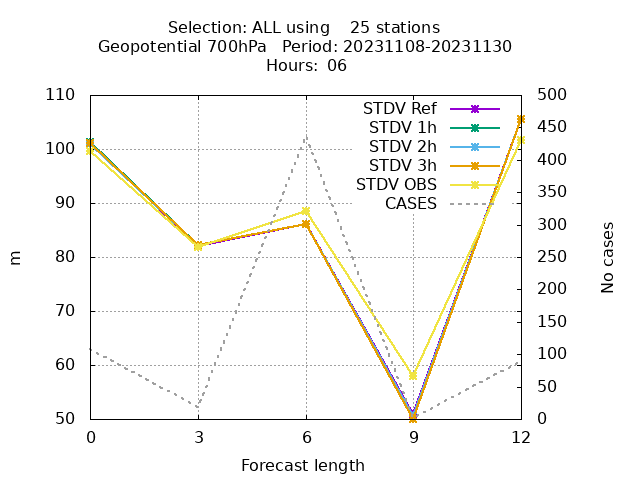 Selection: ALL using    25 stations
Geopotential 700hPa   Period: 20231108-20231130
Hours: 06
110
100
90
80
70
60
50
m
500
450
400
350
300
250
200
150
100
50
0
No cases
STDV Ref
STDV 1h
STDV 2h
STDV 3h
STDV OBS
CASES
0 3 6 9 12
Forecast length